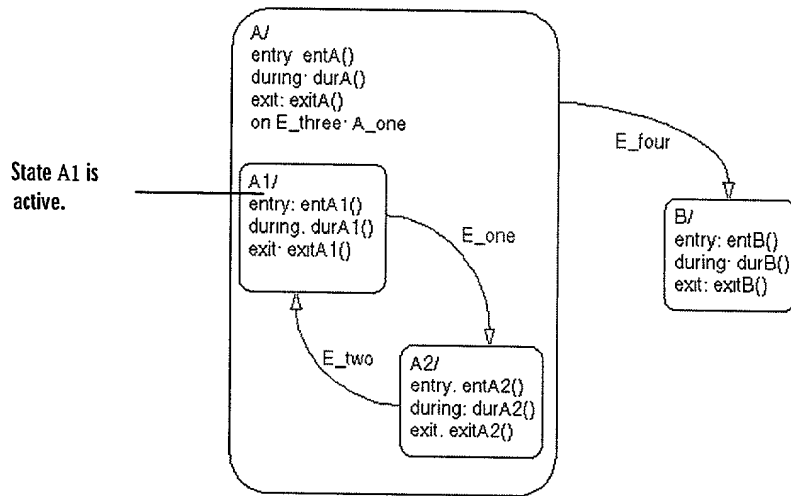 A/
entry entA()
during· durA()
exit: exitA()
on E_three· A_one
E_four
State A1 is
active.
A1/
entry: entA1()
during. durA1()
exit· exitA1()
E_one
B/
entry: entB()
during· durB()
exit: exitB()
E_two
A2/
entry. entA2()
during: durA2()
exit. exitA2()